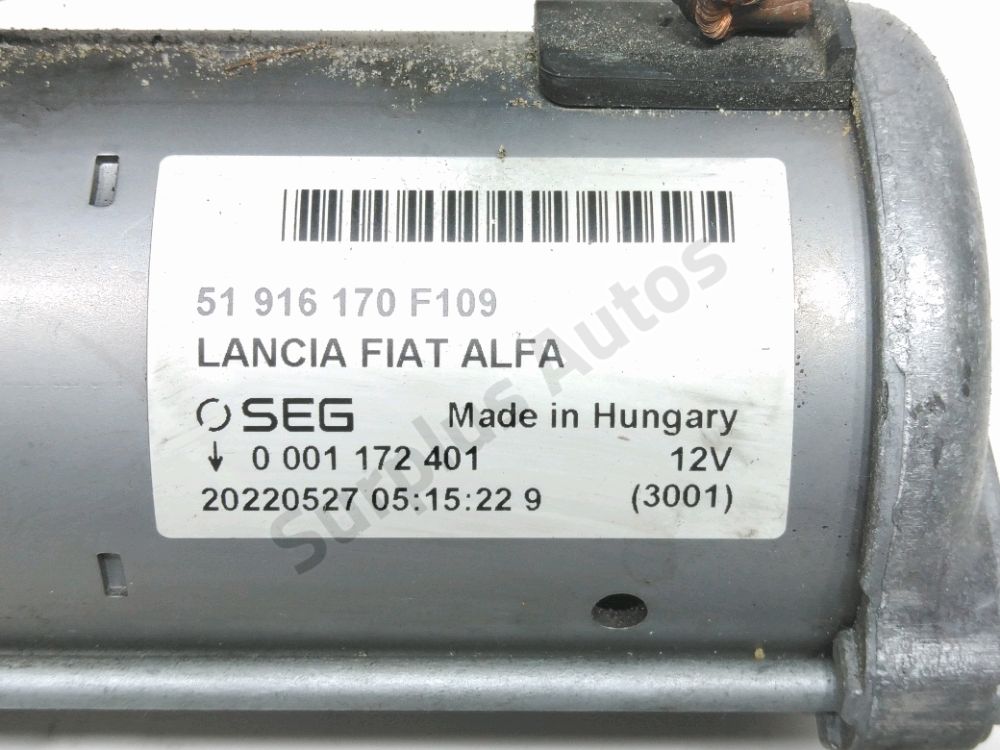 51 916 170 F109
LANCIA FIAT ALFA
SEG Made in Hungary
↓ 0 001 172 401 12V
20220527 05:15:22 9 (3001)
Surplus Autos